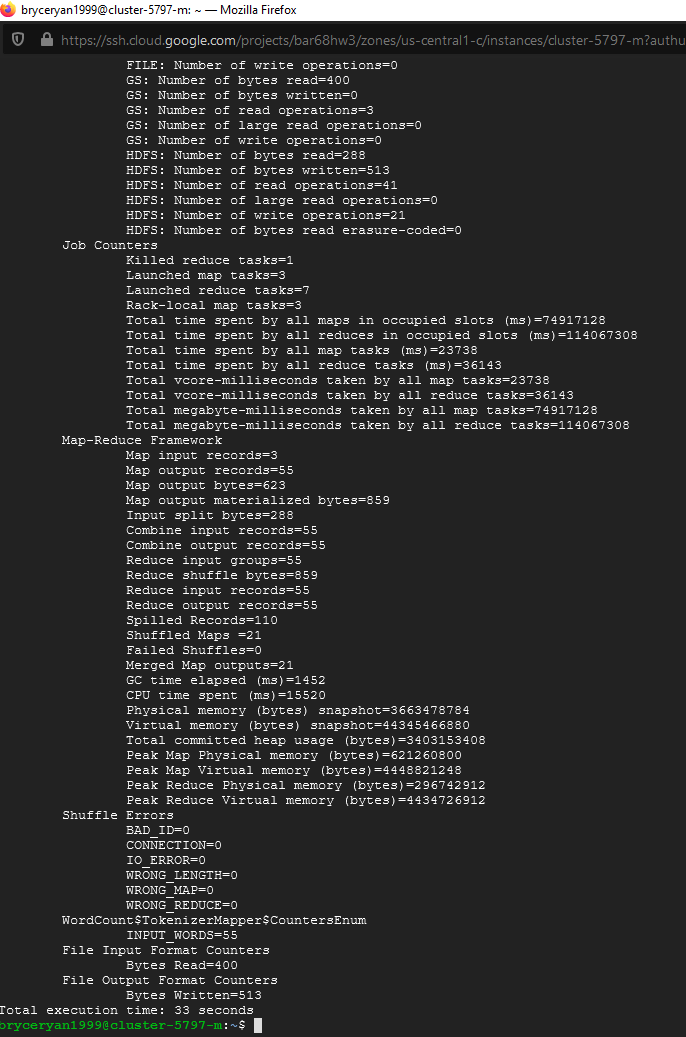 bryceryan1999@cluster-5797-m: ~ — Mozilla Firefox
https://ssh.cloud.google.com/projects/bar68hw3/zones/us-central1-c/instances/cluster-5797-m?authu
FILE: Number of write operations=0
GS: Number of bytes read=400
GS: Number of bytes written=0
GS: Number of read operations=3
GS: Number of large read operations=0
GS: Number of write operations=0
HDFS: Number of bytes read=288
HDFS: Number of bytes written=513
HDFS: Number of read operations=41
HDFS: Number of large read operations=0
HDFS: Number of write operations=21
HDFS: Number of bytes read erasure-coded=0
Job Counters
Killed reduce tasks=1
Launched map tasks=3
Launched reduce tasks=7
Rack-local map tasks=3
Total time spent by all maps in occupied slots (ms)=74917128
Total time spent by all reduces in occupied slots (ms)=114067308
Total time spent by all map tasks (ms)=23738
Total time spent by all reduce tasks (ms)=36143
Total vcore-milliseconds taken by all map tasks=23738
Total vcore-milliseconds taken by all reduce tasks=36143
Total megabyte-milliseconds taken by all map tasks=74917128
Total megabyte-milliseconds taken by all reduce tasks=114067308
Map-Reduce Framework
Map input records=3
Map output records=55
Map output bytes=623
Map output materialized bytes=859
Input split bytes=288
Combine input records=55
Combine output records=55
Reduce input groups=55
Reduce shuffle bytes=859
Reduce input records=55
Reduce output records=55
Spilled Records=110
Shuffled Maps =21
Failed Shuffles=0
Merged Map outputs=21
GC time elapsed (ms)=1452
CPU time spent (ms)=15520
Physical memory (bytes) snapshot=3663478784
Virtual memory (bytes) snapshot=44345466880
Total committed heap usage (bytes)=3403153408
Peak Map Physical memory (bytes)=621260800
Peak Map Virtual memory (bytes)=4448821248
Peak Reduce Physical memory (bytes)=296742912
Peak Reduce Virtual memory (bytes)=4434726912
Shuffle Errors
BAD_ID=0
CONNECTION=0
IO_ERROR=0
WRONG_LENGTH=0
WRONG_MAP=0
WRONG_REDUCE=0
WordCount$TokenizerMapper$CountersEnum
INPUT_WORDS=55
File Input Format Counters
Bytes Read=400
File Output Format Counters
Bytes Written=513
Total execution time: 33 seconds
bryceryan1999@cluster-5797-m:~$